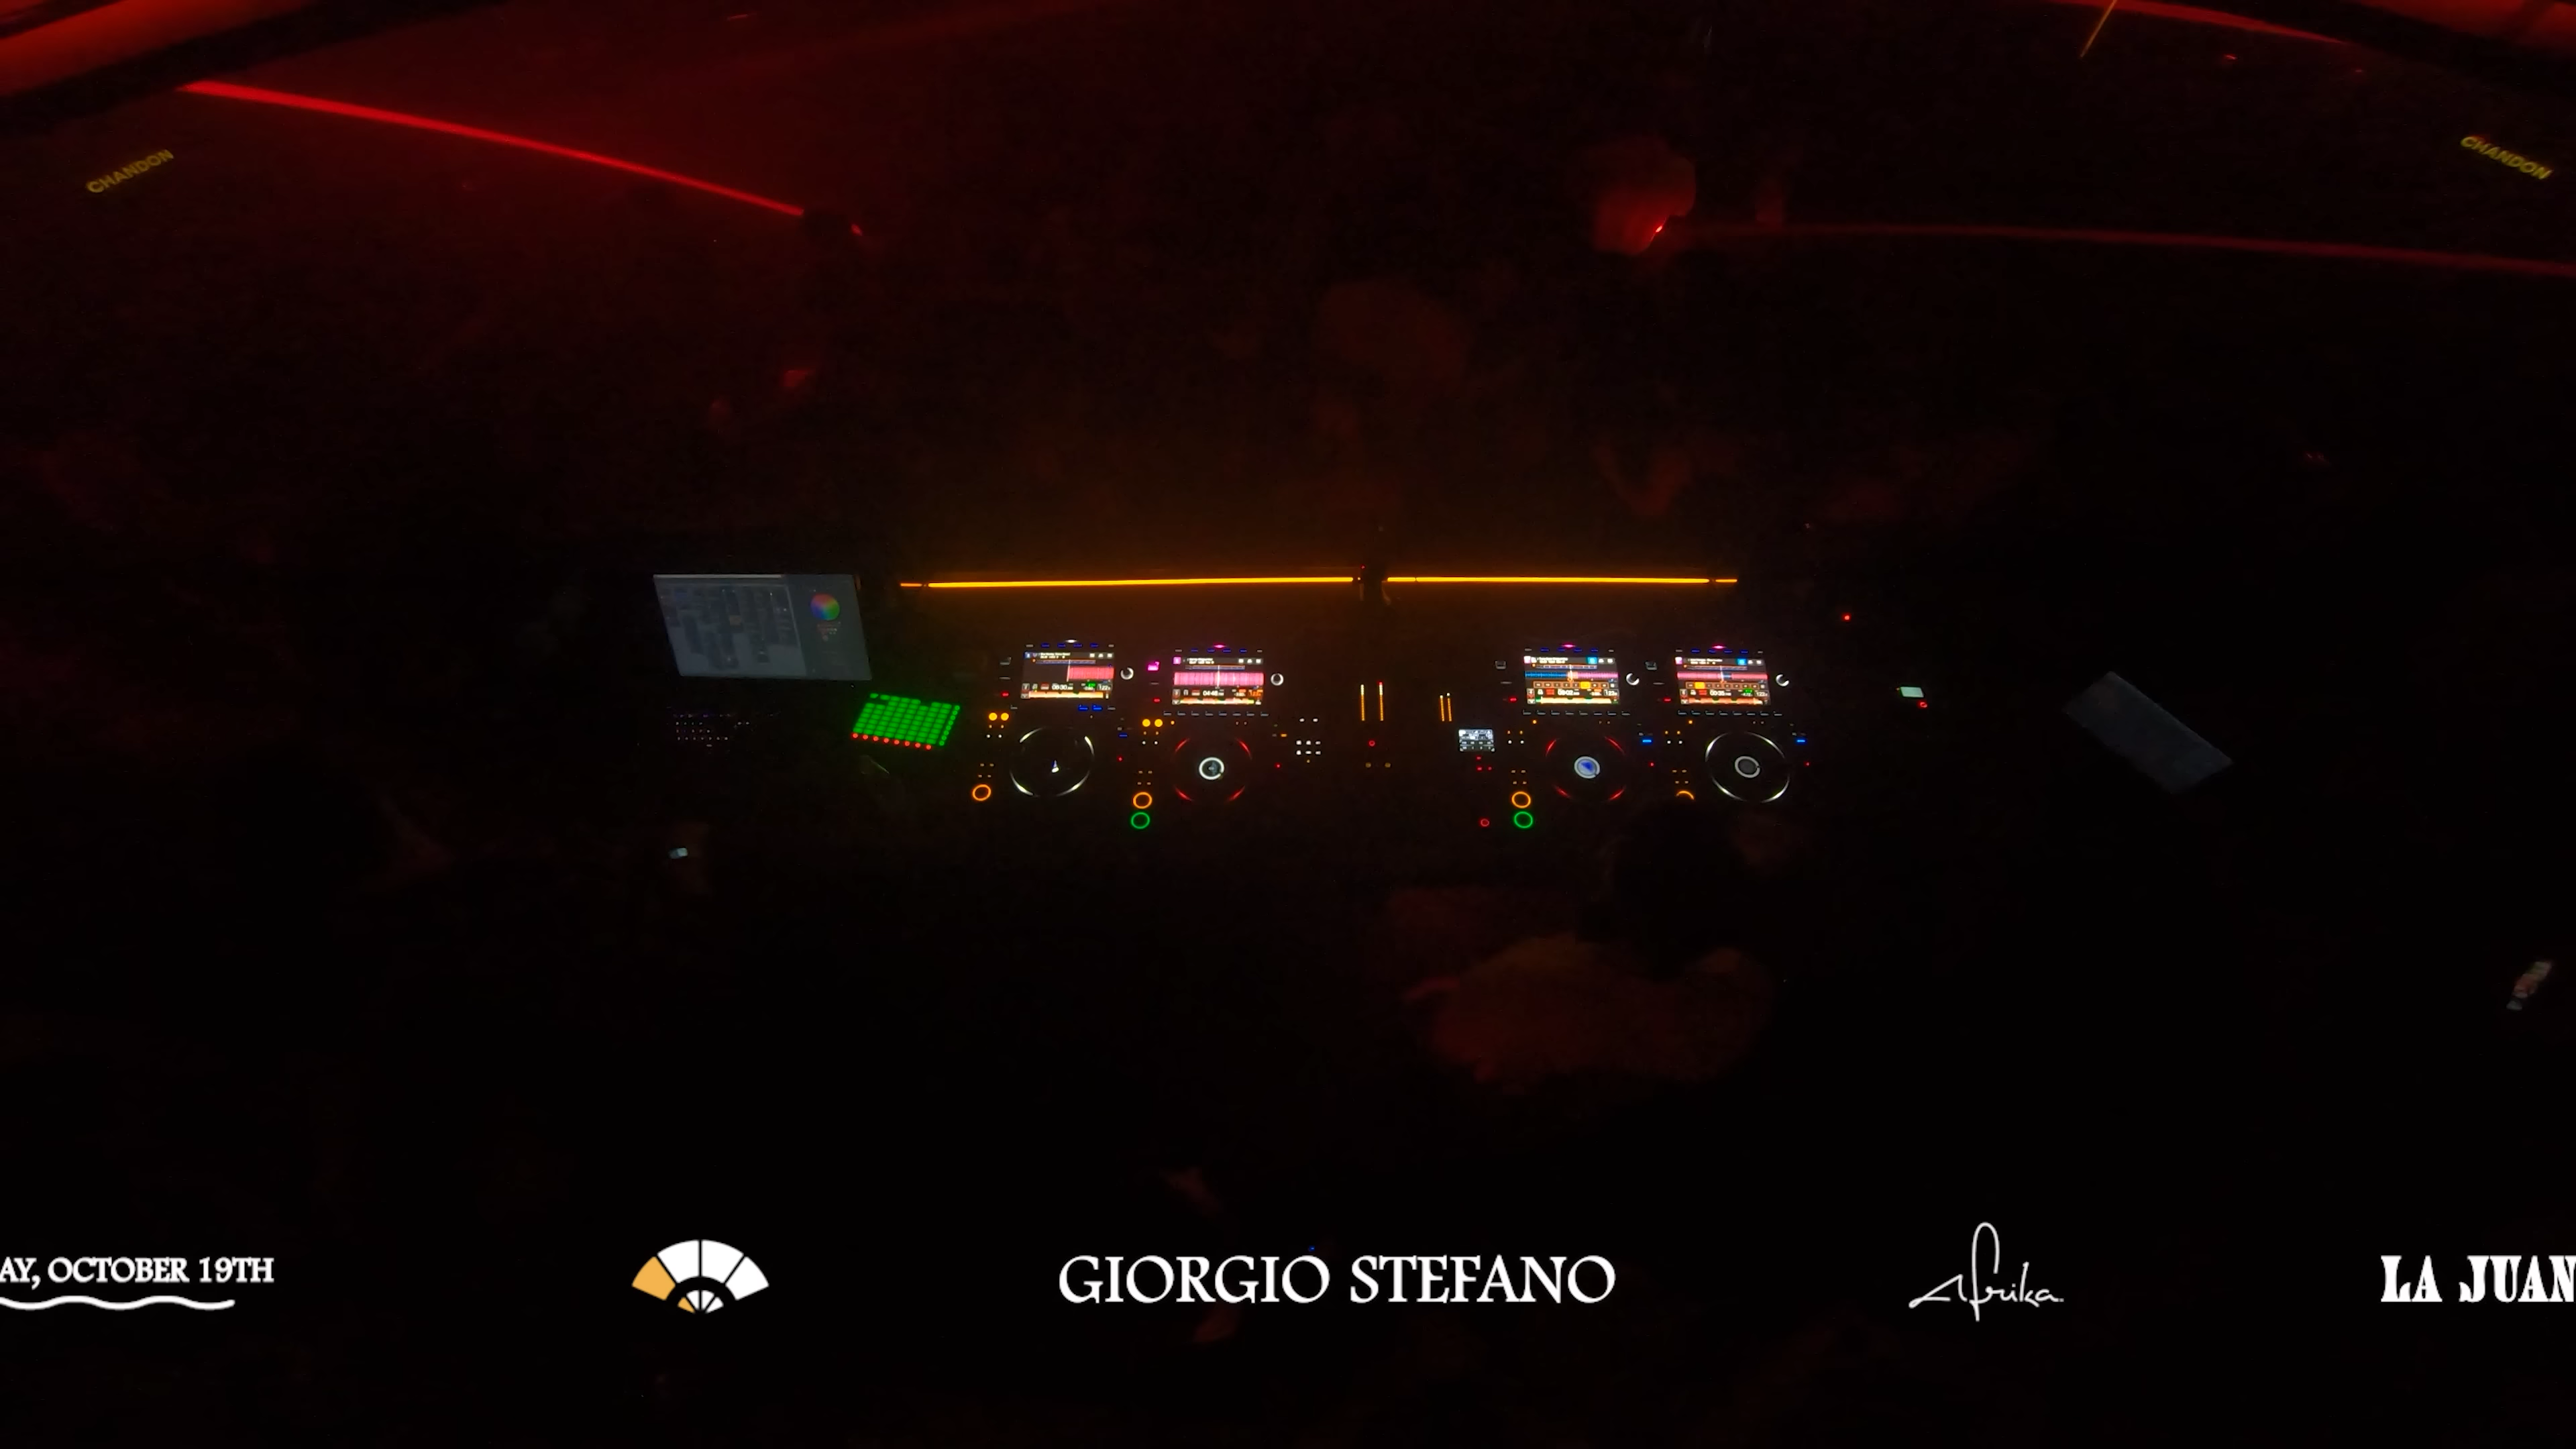 CHANDON
CHANDON
AY, OCTOBER 19TH
GIORGIO STEFANO
Afrika
LA JUAN